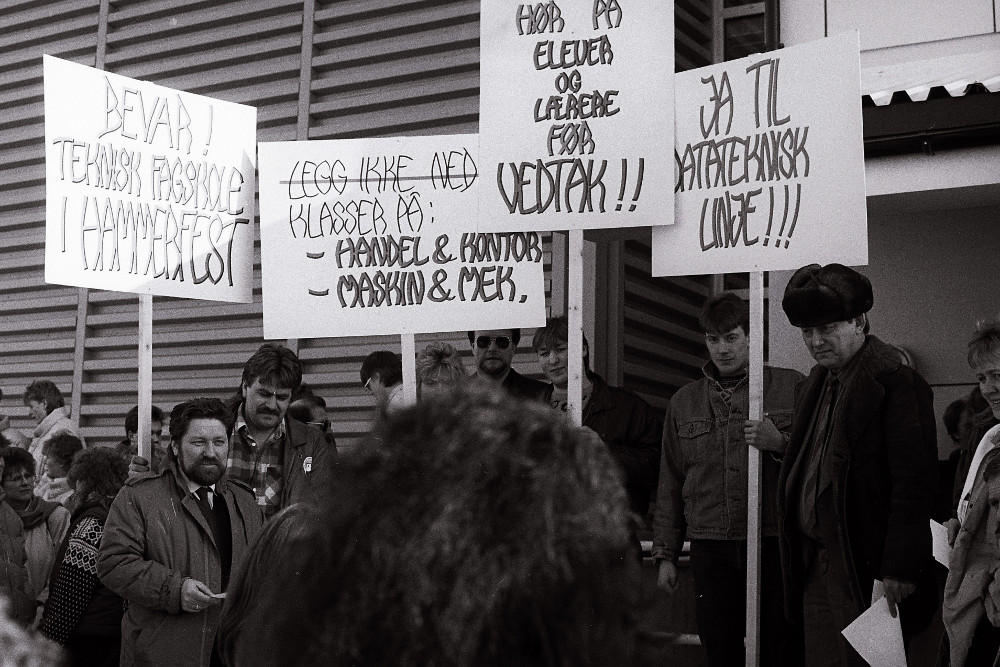 BEVAR !
TEKNISK FAGSKOLE
I HAMMERFEST
LEGG IKKE NED
KLASSER PÅ :
- HANDEL & KONTOR
- MASKIN & MEK.
HØR PÅ
ELEVER
OG
LÆRERE
FØR
VEDTAK !!
JA TIL
DATATEKNISK
LINJE !!!